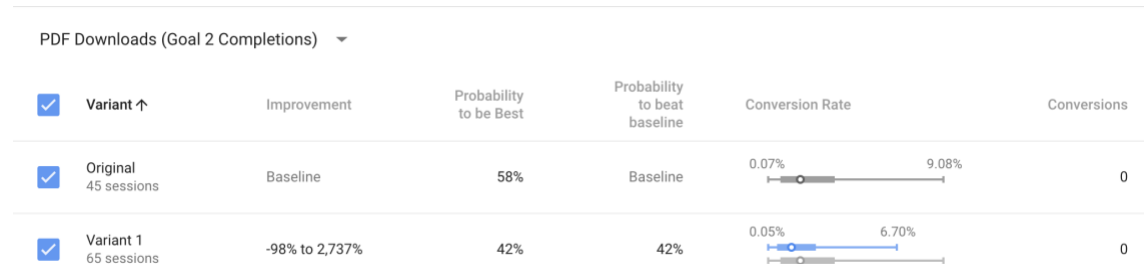 PDF Downloads (Goal 2 Completions)
Variant Improvement Probability to be Best Probability to beat baseline Conversion Rate Conversions
Original
45 sessions
Baseline 58% Baseline 0.07% 9.08% 0
Variant 1
65 sessions
-98% to 2,737% 42% 42% 0.05% 6.70% 0